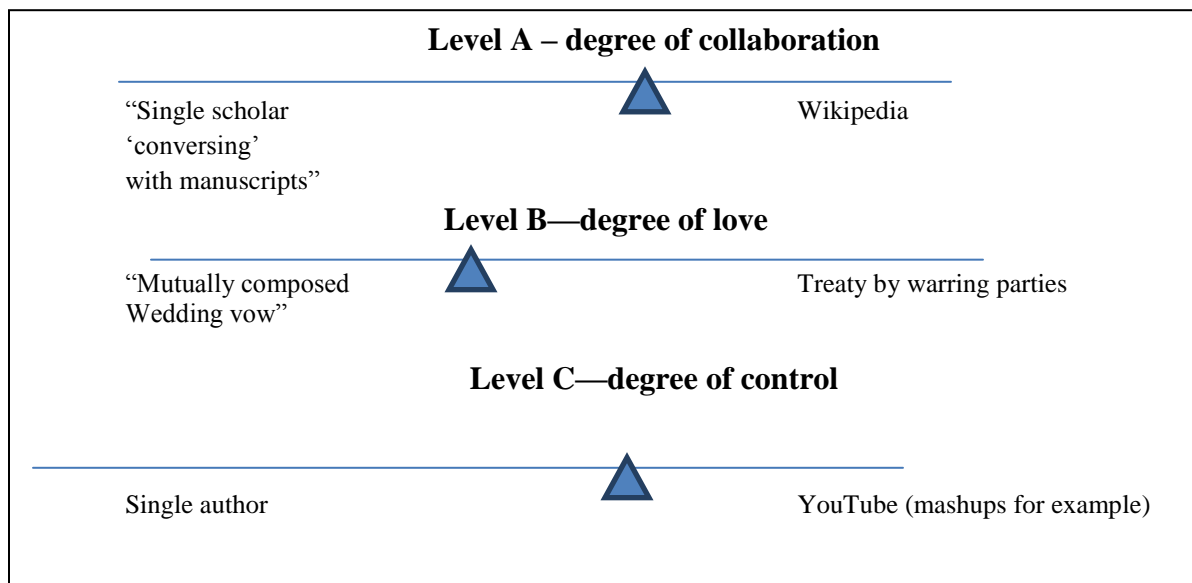 Level A – degree of collaboration
“Single scholar
‘conversing’
with manuscripts”
Wikipedia
Level B—degree of love
“Mutually composed
Wedding vow”
Treaty by warring parties
Level C—degree of control
Single author
YouTube (mashups for example)